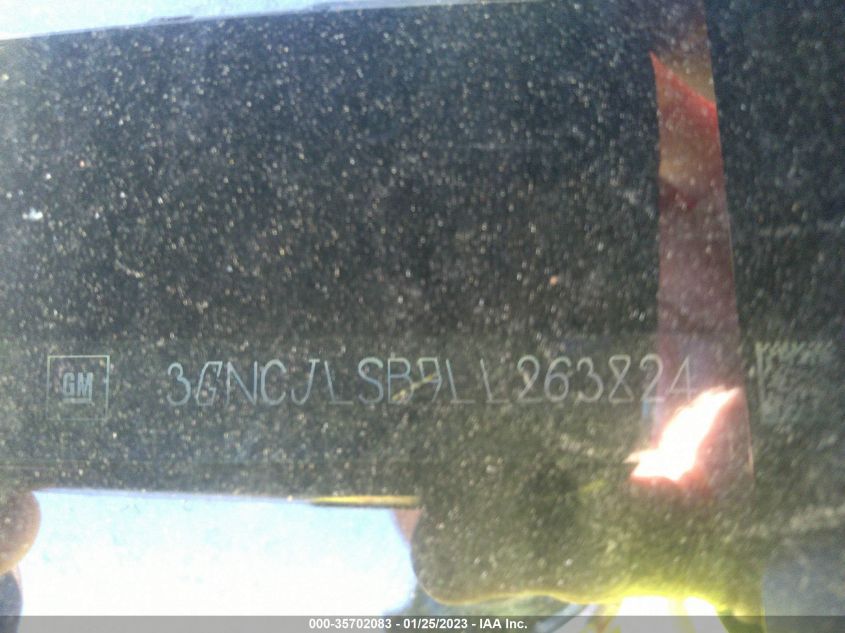 GM 3GNCJLSB9LL263824
000-35702083 - 01/25/2023 - IAA Inc.